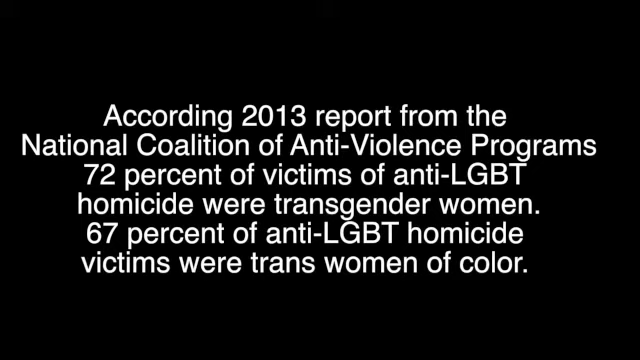 According 2013 report from the
National Coalition of Anti-Violence Programs
72 percent of victims of anti-LGBT
homicide were transgender women.
67 percent of anti-LGBT homicide
victims were trans women of color.